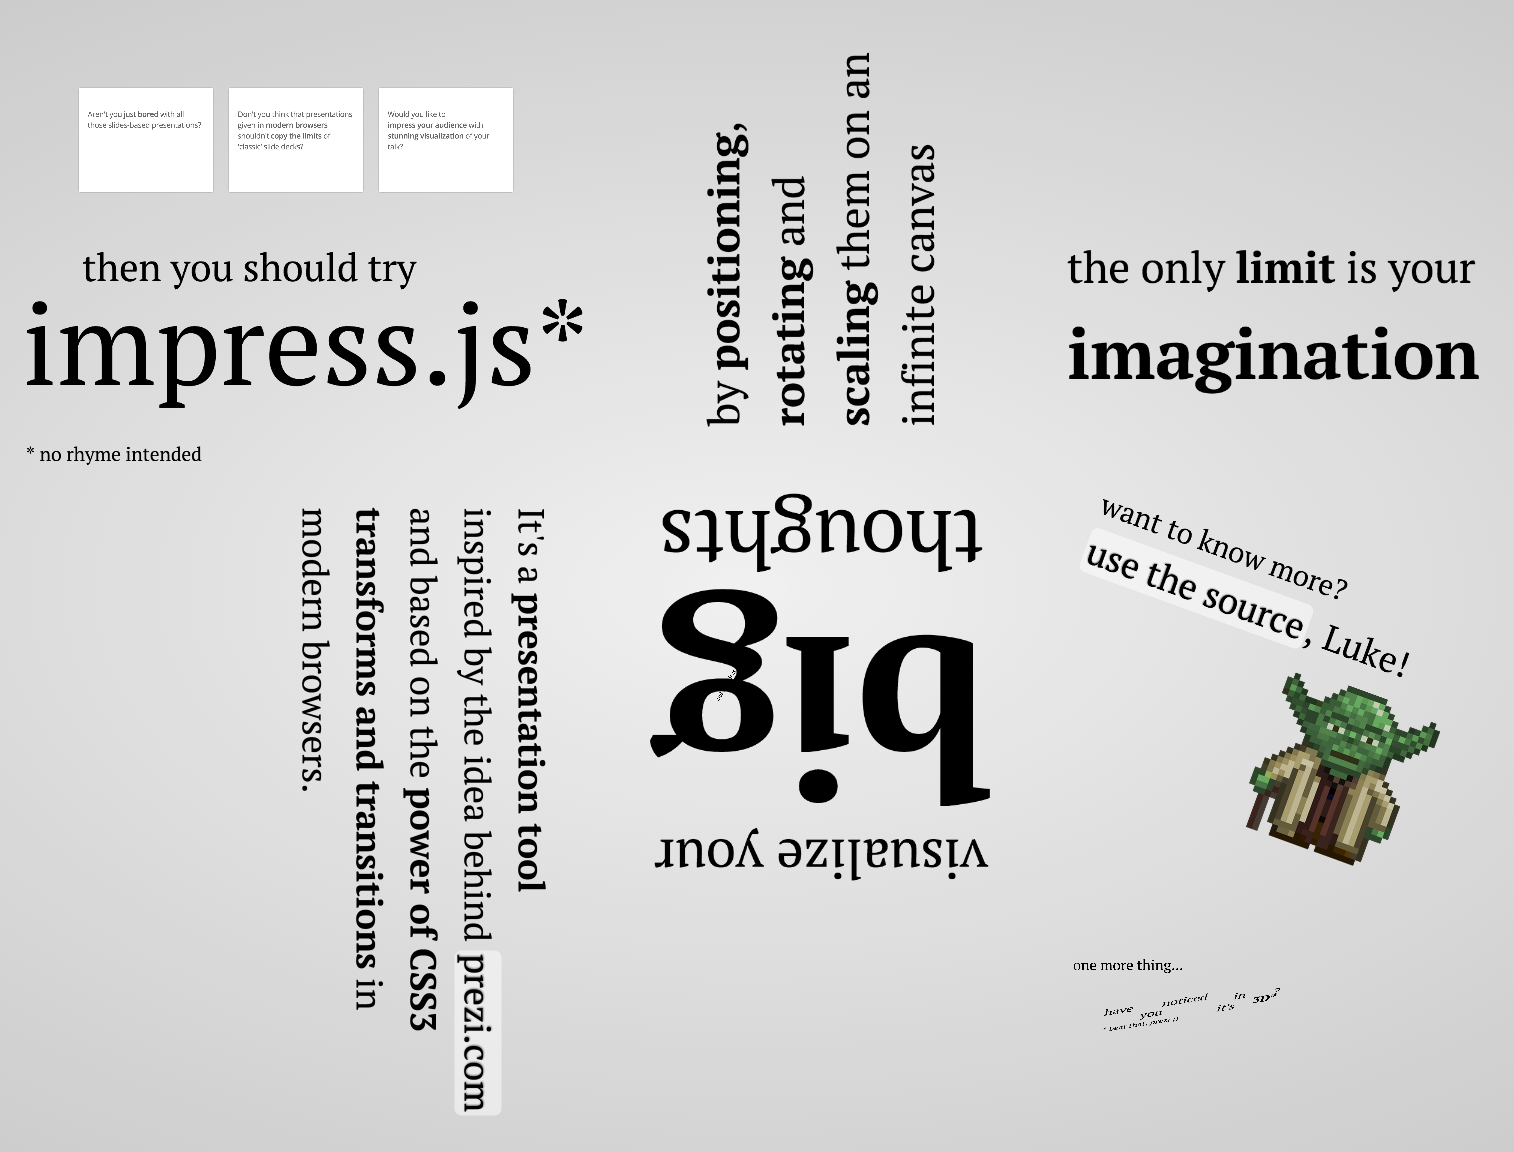 Aren't you just bored with all
those slides-based presentations?
Don't you think that presentations
given in modern browsers
shouldn't copy the limits of
'classic' slide decks?
Would you like to
impress your audience with
stunning visualization of your
talk?
then you should try
impress.js*
* no rhyme intended
It's a presentation tool
inspired by the idea behind prezi.com
and based on the power of CSS3
transforms and transitions in
modern browsers.
visualize your
big
thoughts
by positioning,
rotating and
scaling them on an
infinite canvas
the only limit is your
imagination
want to know more?
use the source, Luke!
one more thing...
have you noticed it's in 3D*?
* beat that, prezi ;)